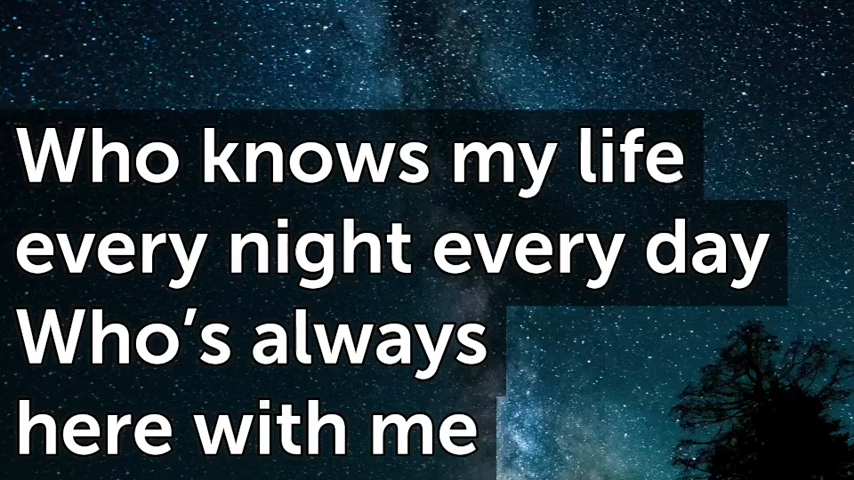 Who knows my life
every night every day
Who’s always
here with me